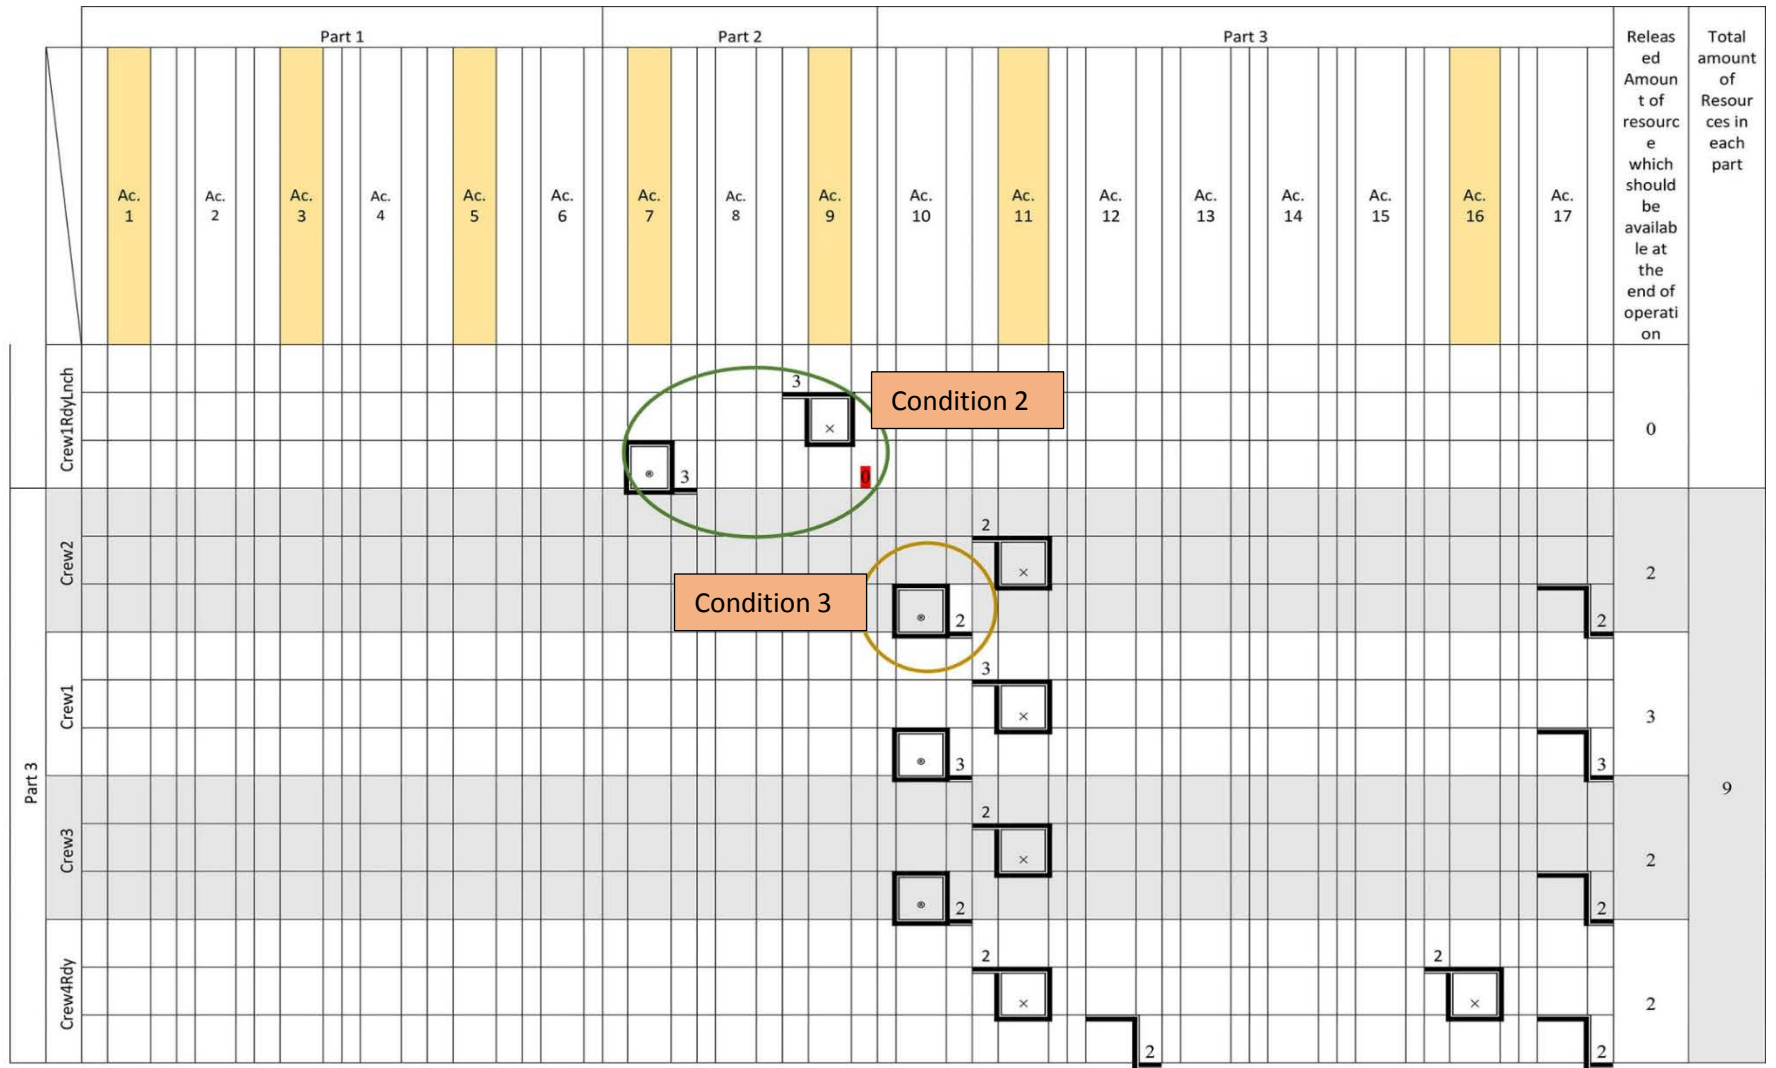 Part 1
Part 2
Part 3
Releas
ed
Amoun
t of
resourc
e
which
should
be
availab
le at
the
end of
operati
on
Total
amount
of
Resour
ces in
each
part
Ac.
1
Ac.
2
Ac.
3
Ac.
4
Ac.
5
Ac.
6
Ac.
7
Ac.
8
Ac.
9
Ac.
10
Ac.
11
Ac.
12
Ac.
13
Ac.
14
Ac.
15
Ac.
16
Ac.
17
Crew1RdyLnch
3
×
Condition 2
0
®
3
0
Part 3
Crew2
2
×
2
Condition 3
®
2
2
Crew1
3
×
3
®
3
3
9
Crew3
2
×
2
®
2
2
Crew4Rdy
2
2
×
×
2
2
2